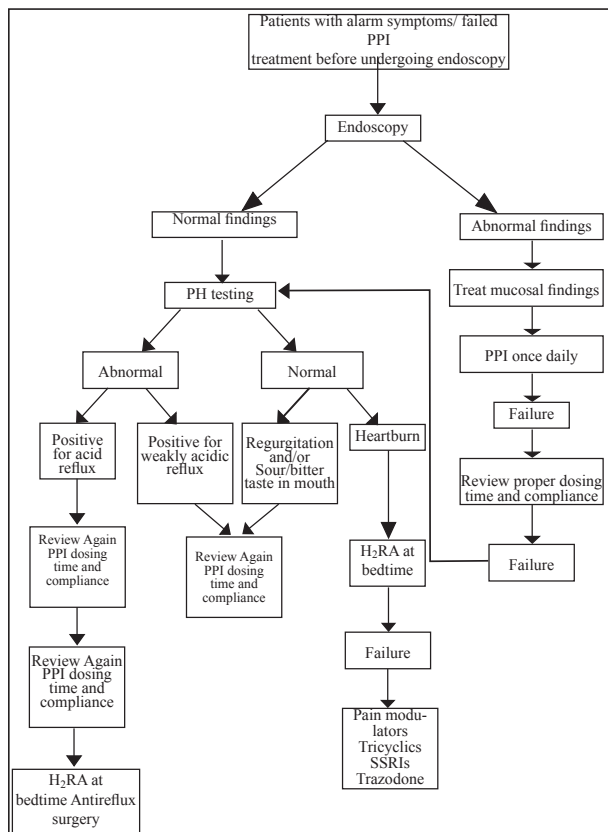 Patients with alarm symptoms/ failed
PPI
treatment before undergoing endoscopy
Endoscopy
Normal findings
Abnormal findings
PH testing
Treat mucosal findings
Abnormal
Normal
PPI once daily
Failure
Positive
for acid
reflux
Positive for
weakly acidic
reflux
Regurgitation
and/or
Sour/bitter
taste in mouth
Heartburn
Review proper dosing
time and compliance
Review Again
PPI dosing
time and
compliance
Review Again
PPI dosing
time and
compliance
H₂RA at
bedtime
Failure
Review Again
PPI dosing
time and
compliance
Failure
Pain modu-
lators
Tricyclics
SSRIs
Trazodone
H₂RA at
bedtime Antireflux
surgery